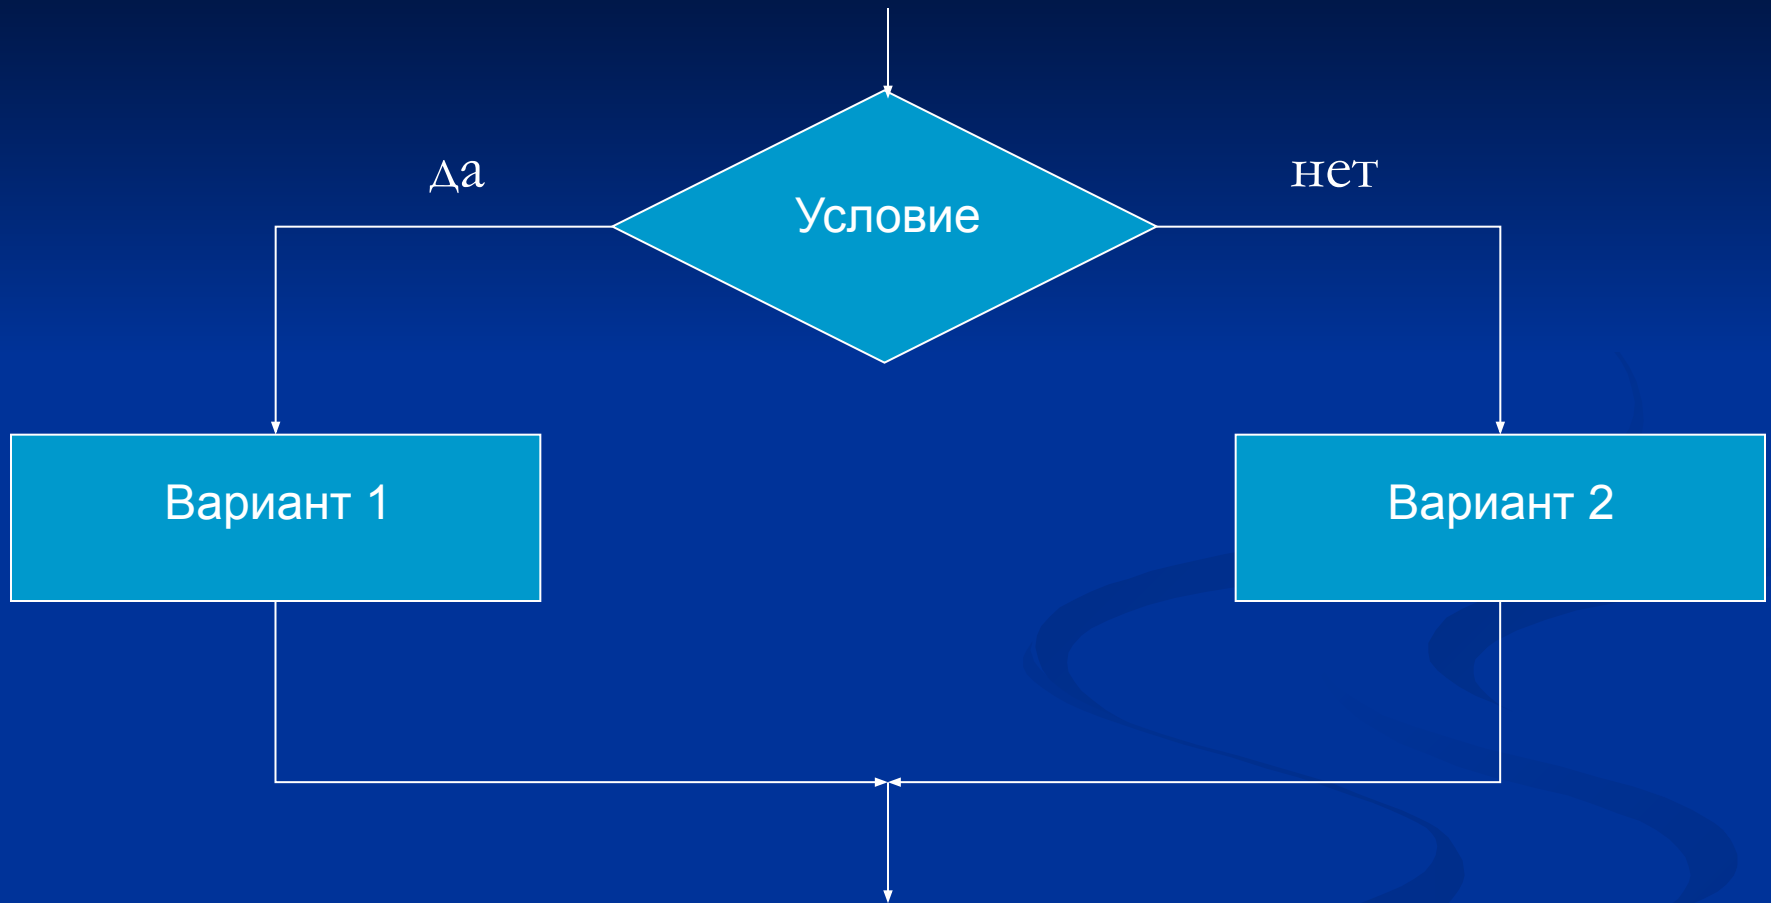 да
нет
Условие
Вариант 1
Вариант 2